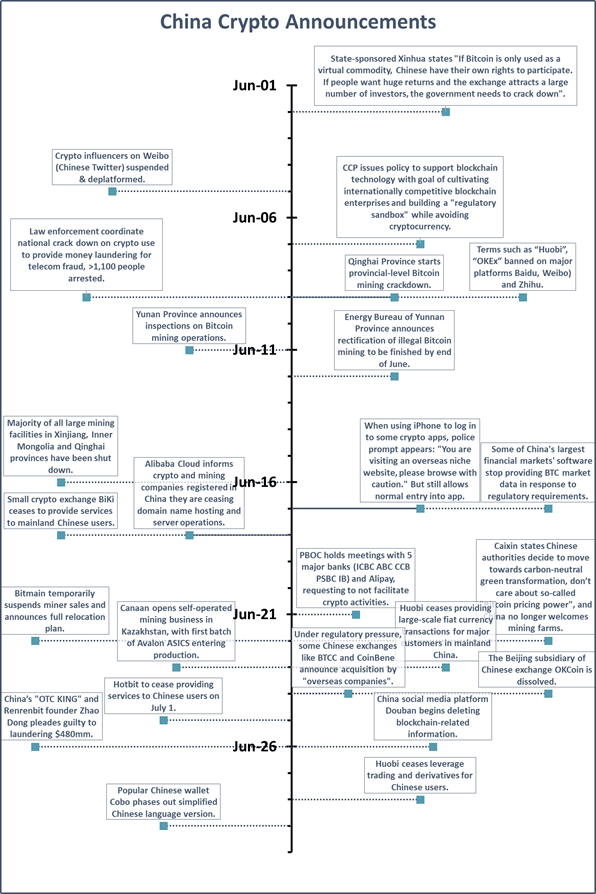 China Crypto Announcements
State-sponsored Xinhua states "If Bitcoin is only used as a
virtual commodity, Chinese have their own rights to participate.
If people want huge returns and the exchange attracts a large
number of investors, the government needs to crack down".
Jun-01
Crypto influencers on Weibo
(Chinese Twitter) suspended
& deplatformed.
CCP issues policy to support blockchain
technology with goal of cultivating
internationally competitive blockchain
enterprises and building a "regulatory
sandbox" while avoiding
cryptocurrency.
Jun-06
Law enforcement coordinate
national crack down on crypto use
to provide money laundering for
telecom fraud, >1,100 people
arrested.
Qinghai Province starts
provincial-level Bitcoin
mining crackdown.
Terms such as “Huobi”,
“OKEx” banned on major
platforms Baidu, Weibo)
and Zhihu.
Yunan Province announces
inspections on Bitcoin
mining operations.
Energy Bureau of Yunnan
Province announces
rectification of illegal Bitcoin
mining to be finished by end
of June.
Jun-11
Majority of all large mining
facilities in Xinjiang, Inner
Mongolia and Qinghai
provinces have been shut
down.
When using iPhone to log in
to some crypto apps, police
prompt appears: "You are
visiting an overseas niche
website, please browse with
caution." But still allows
normal entry into app.
Some of China's largest
financial markets' software
stop providing BTC market
data in response to
regulatory requirements.
Alibaba Cloud informs
crypto and mining
companies registered in
China they are ceasing
domain name hosting and
server operations.
Jun-16
Small crypto exchange BiKi
ceases to provide services
to mainland Chinese users.
PBOC holds meetings with 5
major banks (ICBC ABC CCB
PSBC IB) and Alipay,
requesting to not facilitate
crypto activities.
Caixin states Chinese
authorities decide to move
towards carbon-neutral
green transformation, don’t
care about so-called
pricing power", and
no longer welcomes
mining farms.
Bitmain temporarily
suspends miner sales and
announces full relocation
plan.
Canaan opens self-operated
mining business in
Kazakhstan, with first batch
of Avalon ASICS entering
production.
Jun-21
Huobi ceases providing
large-scale fiat currency
transactions for major
customers in mainland
China.
Under regulatory pressure,
some Chinese exchanges
like BTCC and CoinBene
announce acquisition by
"overseas companies".
The Beijing subsidiary of
Chinese exchange OKCoin is
dissolved.
Hotbit to cease providing
services to Chinese users on
July 1.
China's "OTC KING" and
Renrenbit founder Zhao
Dong pleades guilty to
laundering $480mm.
China social media platform
Douban begins deleting
blockchain-related
information.
Jun-26
Huobi ceases leverage
trading and derivatives for
Chinese users.
Popular Chinese wallet
Cobo phases out simplified
Chinese language version.